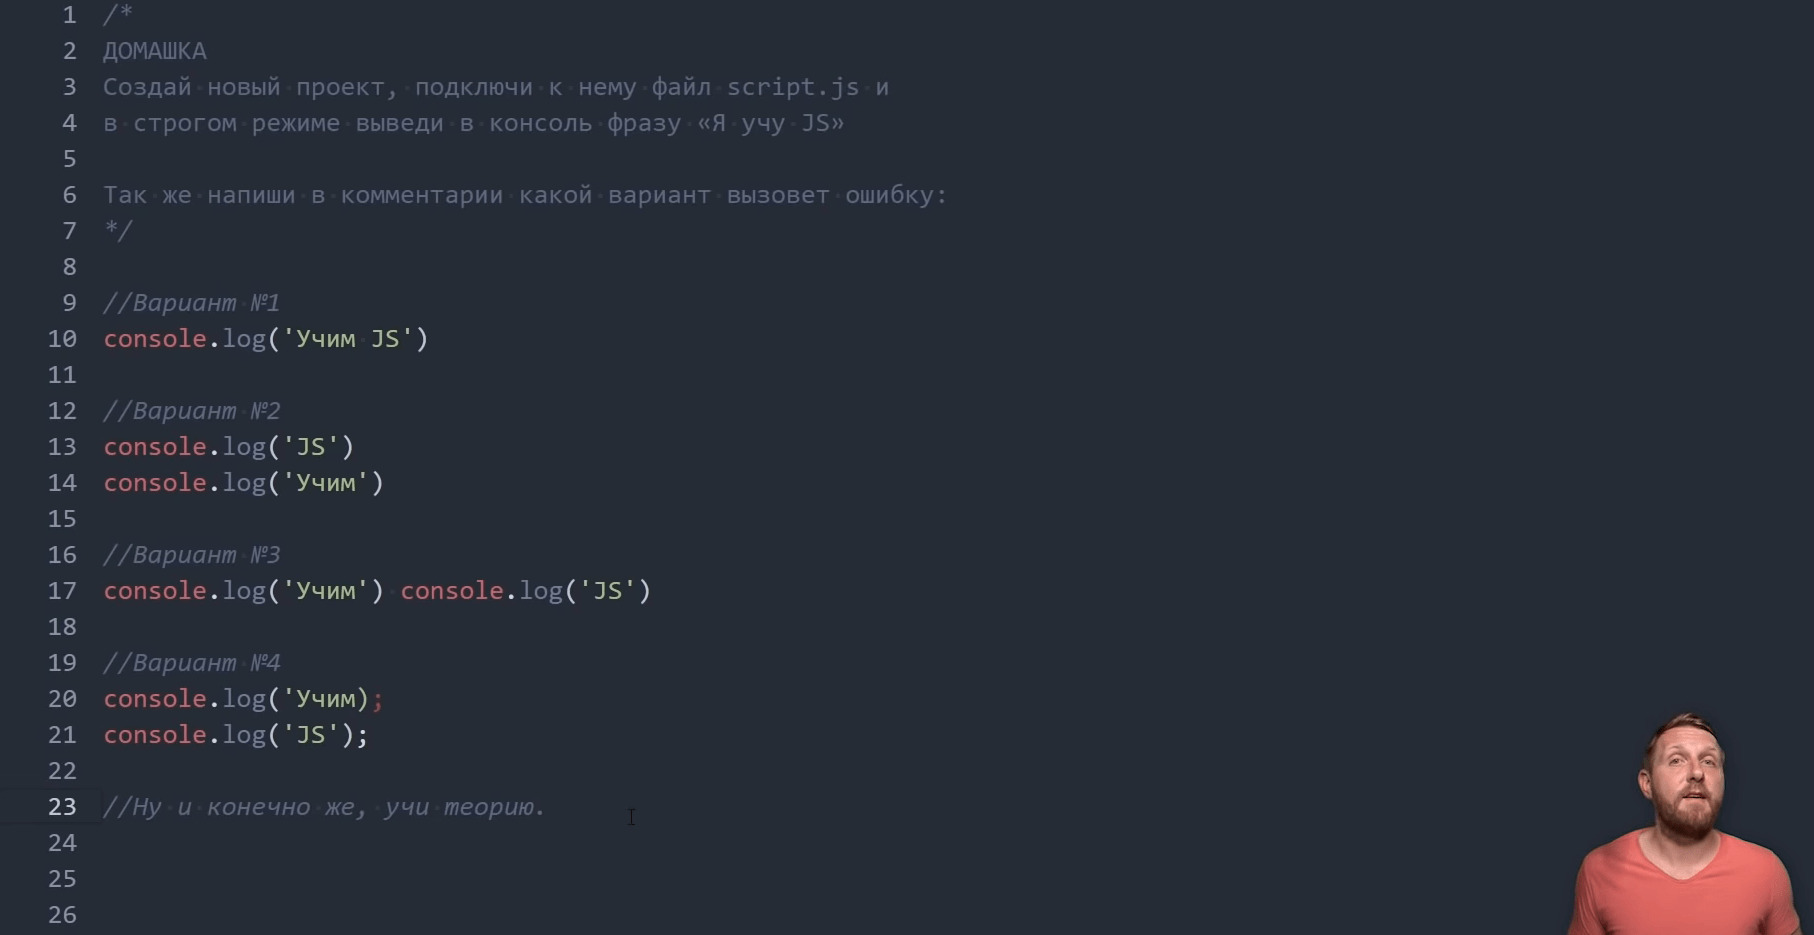 1 /*
2 ДОМАШКА
3 Создай новый проект, подключи к нему файл script.js и
4 в строгом режиме выведи в консоль фразу «Я учу JS»
5
6 Так же напиши в комментарии какой вариант вызовет ошибку:
7 */
8
9 //Вариант №1
10 console.log('Учим JS')
11
12 //Вариант №2
13 console.log('JS')
14 console.log('Учим')
15
16 //Вариант №3
17 console.log('Учим') console.log('JS')
18
19 //Вариант №4
20 console.log('Учим);
21 console.log('JS');
22
23 //Ну и конечно же, учи теорию.
24
25
26